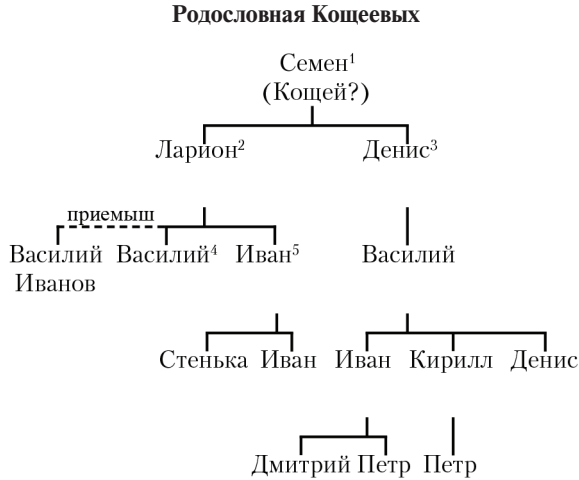 Родословная Кощеевых
Семен¹
(Кощей?)
Ларион² Денис³
приемыш
Василий Василий⁴ Иван⁵ Василий
Иванов
Стенька Иван Иван Кирилл Денис
Дмитрий Петр Петр